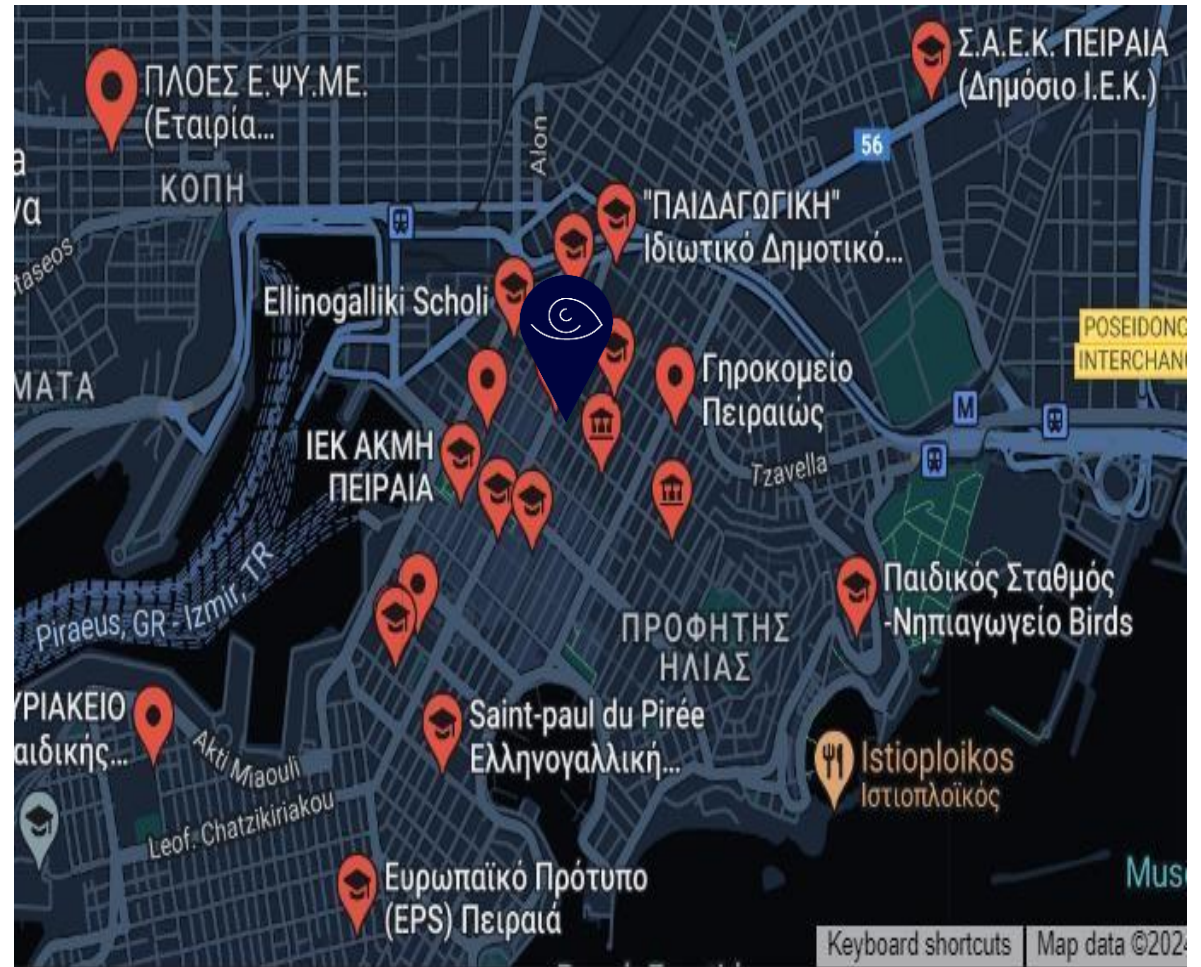 Σ.Α.Ε.Κ. ΠΕΙΡΑΙΑ
(Δημόσιο Ι.Ε.Κ.)
ΠΛΟΕΣ Ε.ΨΥ.ΜΕ.
(Εταιρία...
56
Alon
ΚΟΠΗ
"ΠΑΙΔΑΓΩΓΙΚΗ"
Ιδιωτικό Δημοτικό...
Ellinogalliki Scholi
POSEIDONO
INTERCHANG
ΜΑΤΑ
Γηροκομείο
Πειραιώς
M
ΙΕΚ ΑΚΜΗ
ΠΕΙΡΑΙΑ
Tzavella
Piraeus, GR - Izmir, TR
Παιδικός Σταθμός
-Νηπιαγωγείο Birds
ΠΡΟΦΗΤΗΣ
ΗΛΙΑΣ
ΥΡΙΑΚΕΙΟ
αιδικής...
Akti Miaouli
Saint-paul du Pirée
Ελληνογαλλική...
Istioploikos
Ιστιοπλοϊκός
Leof. Chatzikiriakou
Ευρωπαϊκό Πρότυπο
(EPS) Πειραιά
Muse
Keyboard shortcuts
Map data ©2024